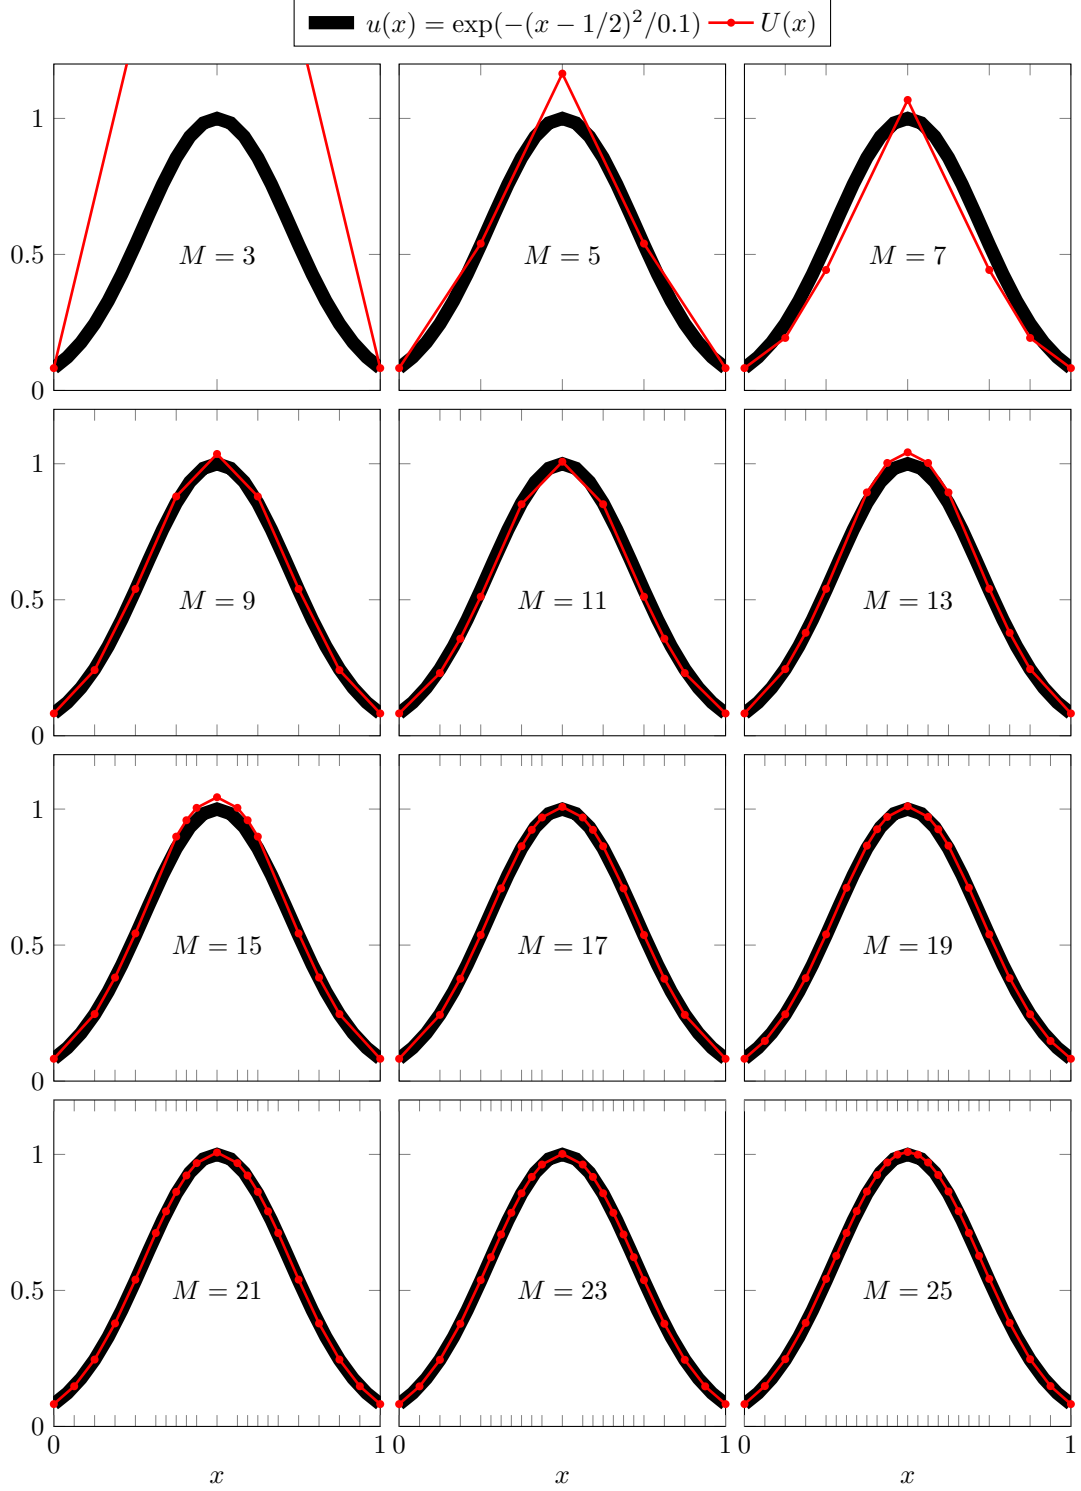 u(x) = exp(−(x − 1/2)²/0.1) U(x)
1
0.5
0
M = 3
M = 5
M = 7
1
0.5
0
M = 9
M = 11
M = 13
1
0.5
0
M = 15
M = 17
M = 19
1
0.5
0
M = 21
M = 23
M = 25
0 1 0 1 0 1
x x x